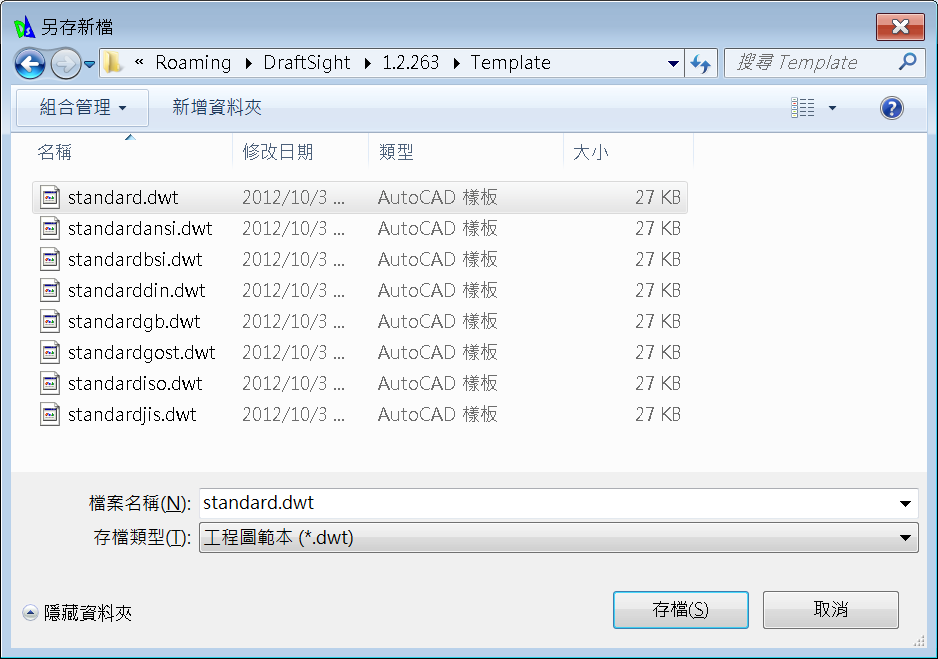 另存新檔
« Roaming ▸ DraftSight ▸ 1.2.263 ▸ Template 搜尋 Template
組合管理 新增資料夾
名稱 修改日期 類型 大小
standard.dwt 2012/10/3 ... AutoCAD 樣板 27 KB
standardansi.dwt 2012/10/3 ... AutoCAD 樣板 27 KB
standardbsi.dwt 2012/10/3 ... AutoCAD 樣板 27 KB
standarddin.dwt 2012/10/3 ... AutoCAD 樣板 27 KB
standardgb.dwt 2012/10/3 ... AutoCAD 樣板 27 KB
standardgost.dwt 2012/10/3 ... AutoCAD 樣板 27 KB
standardiso.dwt 2012/10/3 ... AutoCAD 樣板 27 KB
standardjis.dwt 2012/10/3 ... AutoCAD 樣板 27 KB
檔案名稱(N): standard.dwt
存檔類型(T): 工程圖範本 (*.dwt)
隱藏資料夾 存檔(S) 取消